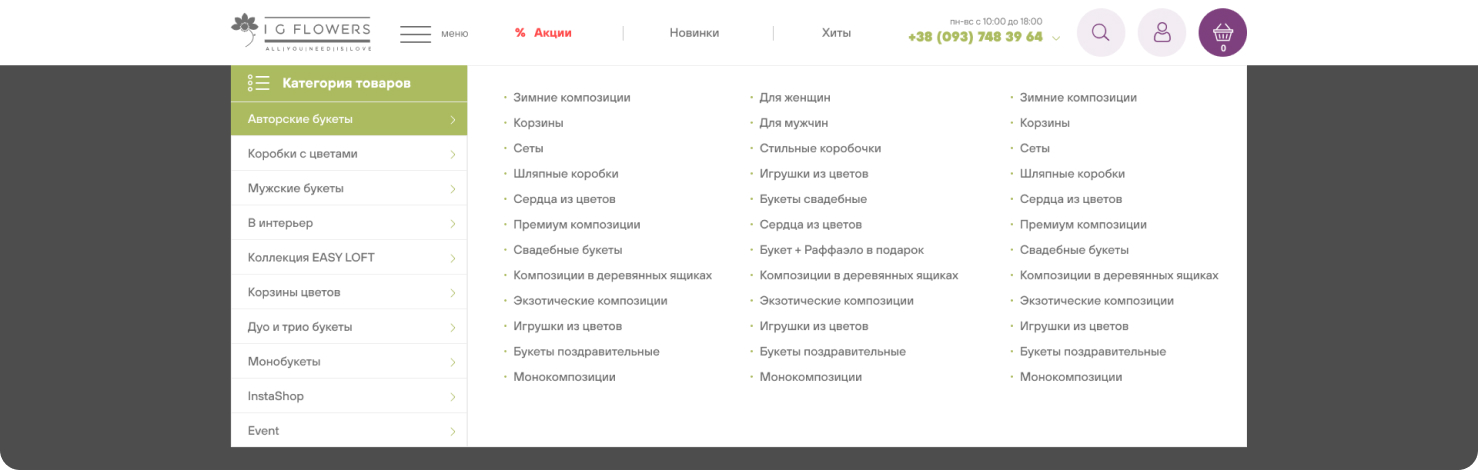 I G FLOWERS
ALL|YOU|NEED|IS|LOVE
меню
% Акции
Новинки
Хиты
пн-вс с 10:00 до 18:00
+38 (093) 748 39 64
0
Категория товаров
Авторские букеты
Коробки с цветами
Мужские букеты
В интерьер
Коллекция EASY LOFT
Корзины цветов
Дуо и трио букеты
Монобукеты
InstaShop
Event
Зимние композиции
Корзины
Сеты
Шляпные коробки
Сердца из цветов
Премиум композиции
Свадебные букеты
Композиции в деревянных ящиках
Экзотические композиции
Игрушки из цветов
Букеты поздравительные
Монокомпозиции
Для женщин
Для мужчин
Стильные коробочки
Игрушки из цветов
Букеты свадебные
Сердца из цветов
Букет + Раффаэло в подарок
Композиции в деревянных ящиках
Экзотические композиции
Игрушки из цветов
Букеты поздравительные
Монокомпозиции
Зимние композиции
Корзины
Сеты
Шляпные коробки
Сердца из цветов
Премиум композиции
Свадебные букеты
Композиции в деревянных ящиках
Экзотические композиции
Игрушки из цветов
Букеты поздравительные
Монокомпозиции